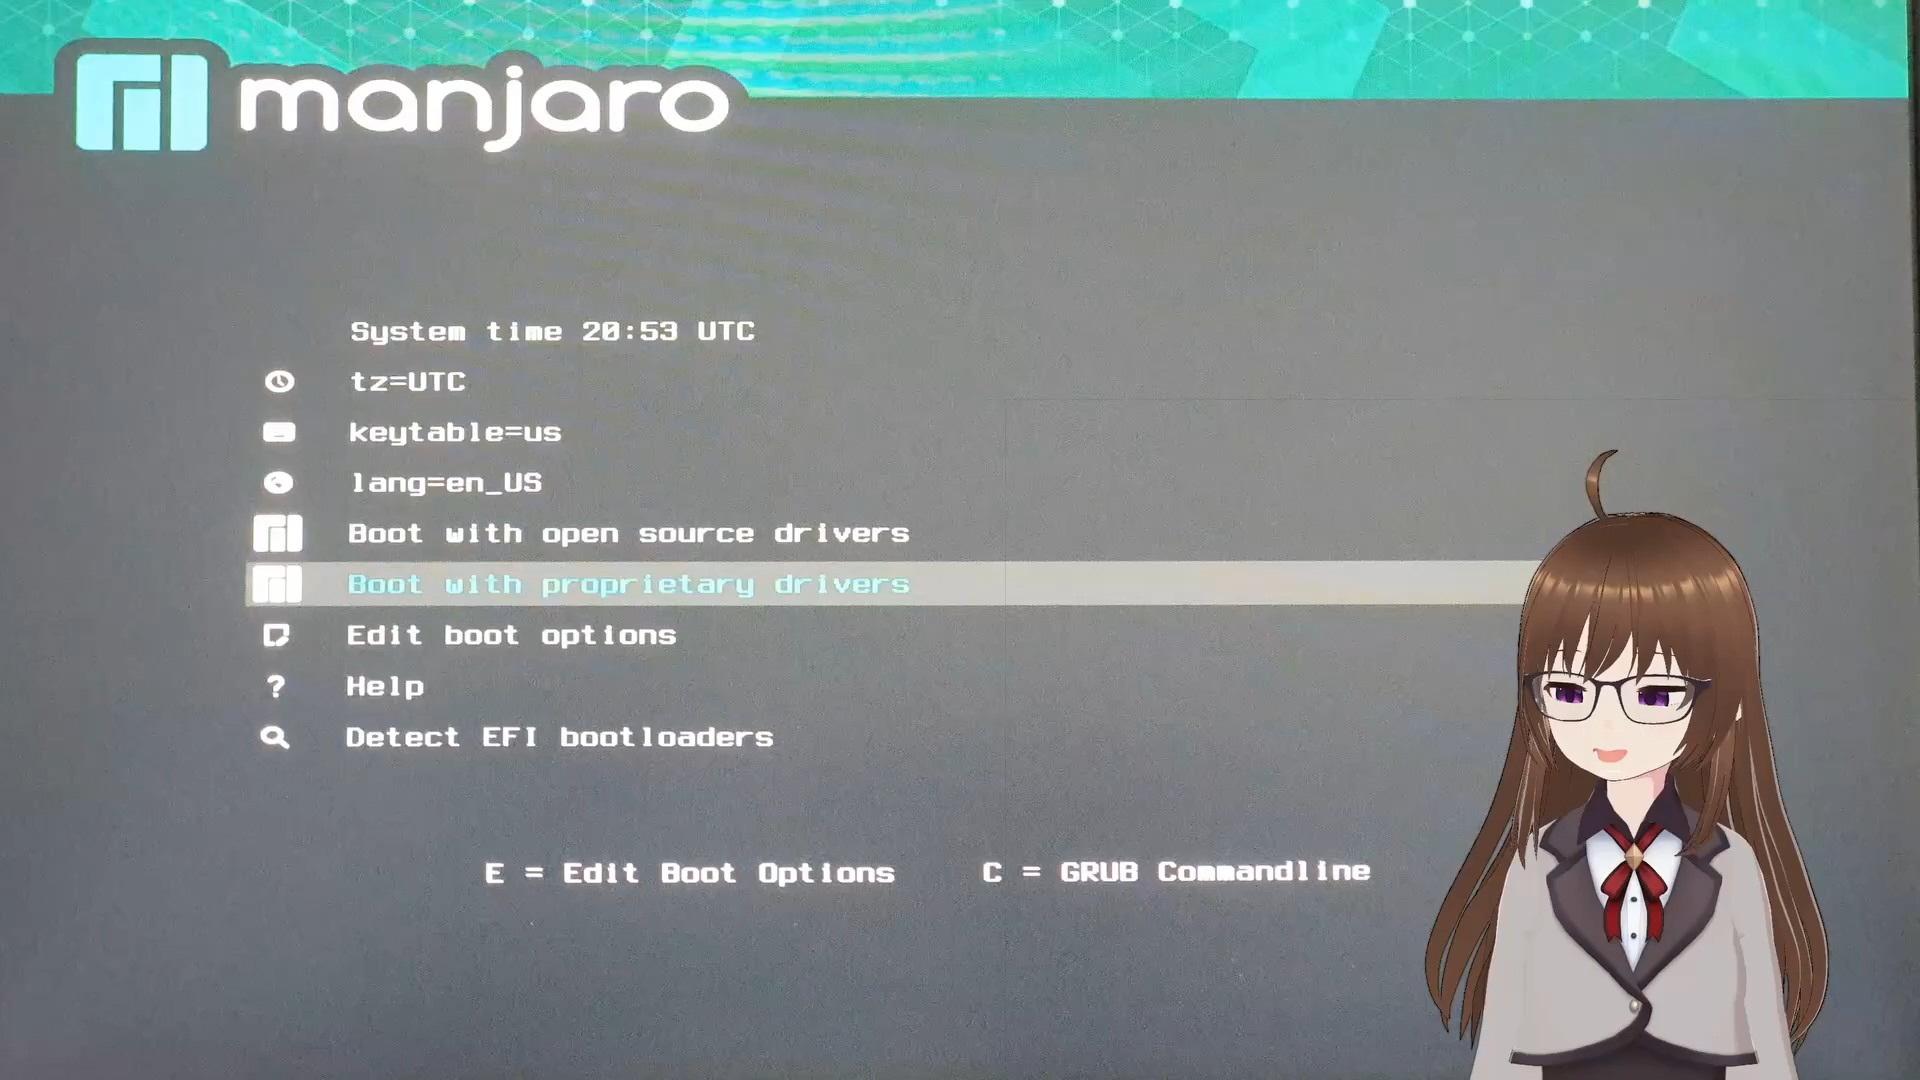 manjaro
System time 20:53 UTC
tz=UTC
keytable=us
lang=en_US
Boot with open source drivers
Boot with proprietary drivers
Edit boot options
? Help
Detect EFI bootloaders
E = Edit Boot Options C = GRUB Commandline